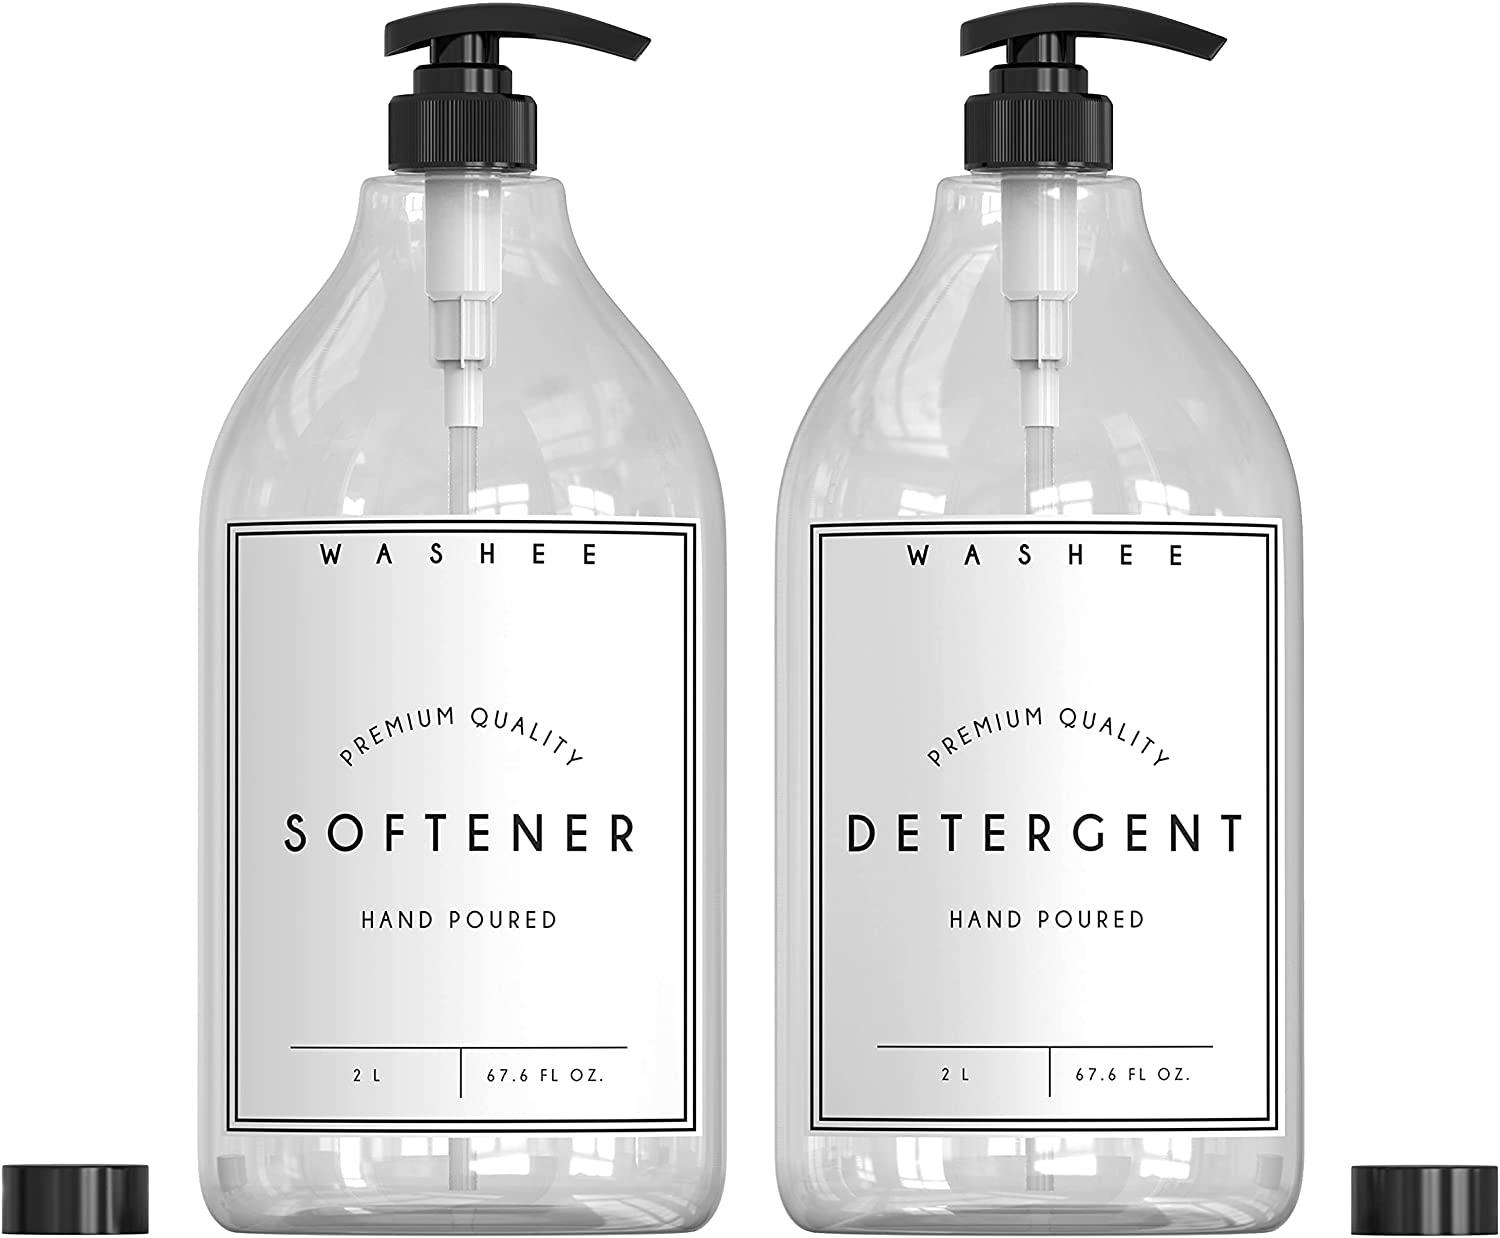 WASHEE
PREMIUM QUALITY
SOFTENER
HAND POURED
2 L
67.6 FL OZ.
WASHEE
PREMIUM QUALITY
DETERGENT
HAND POURED
2 L
67.6 FL OZ.